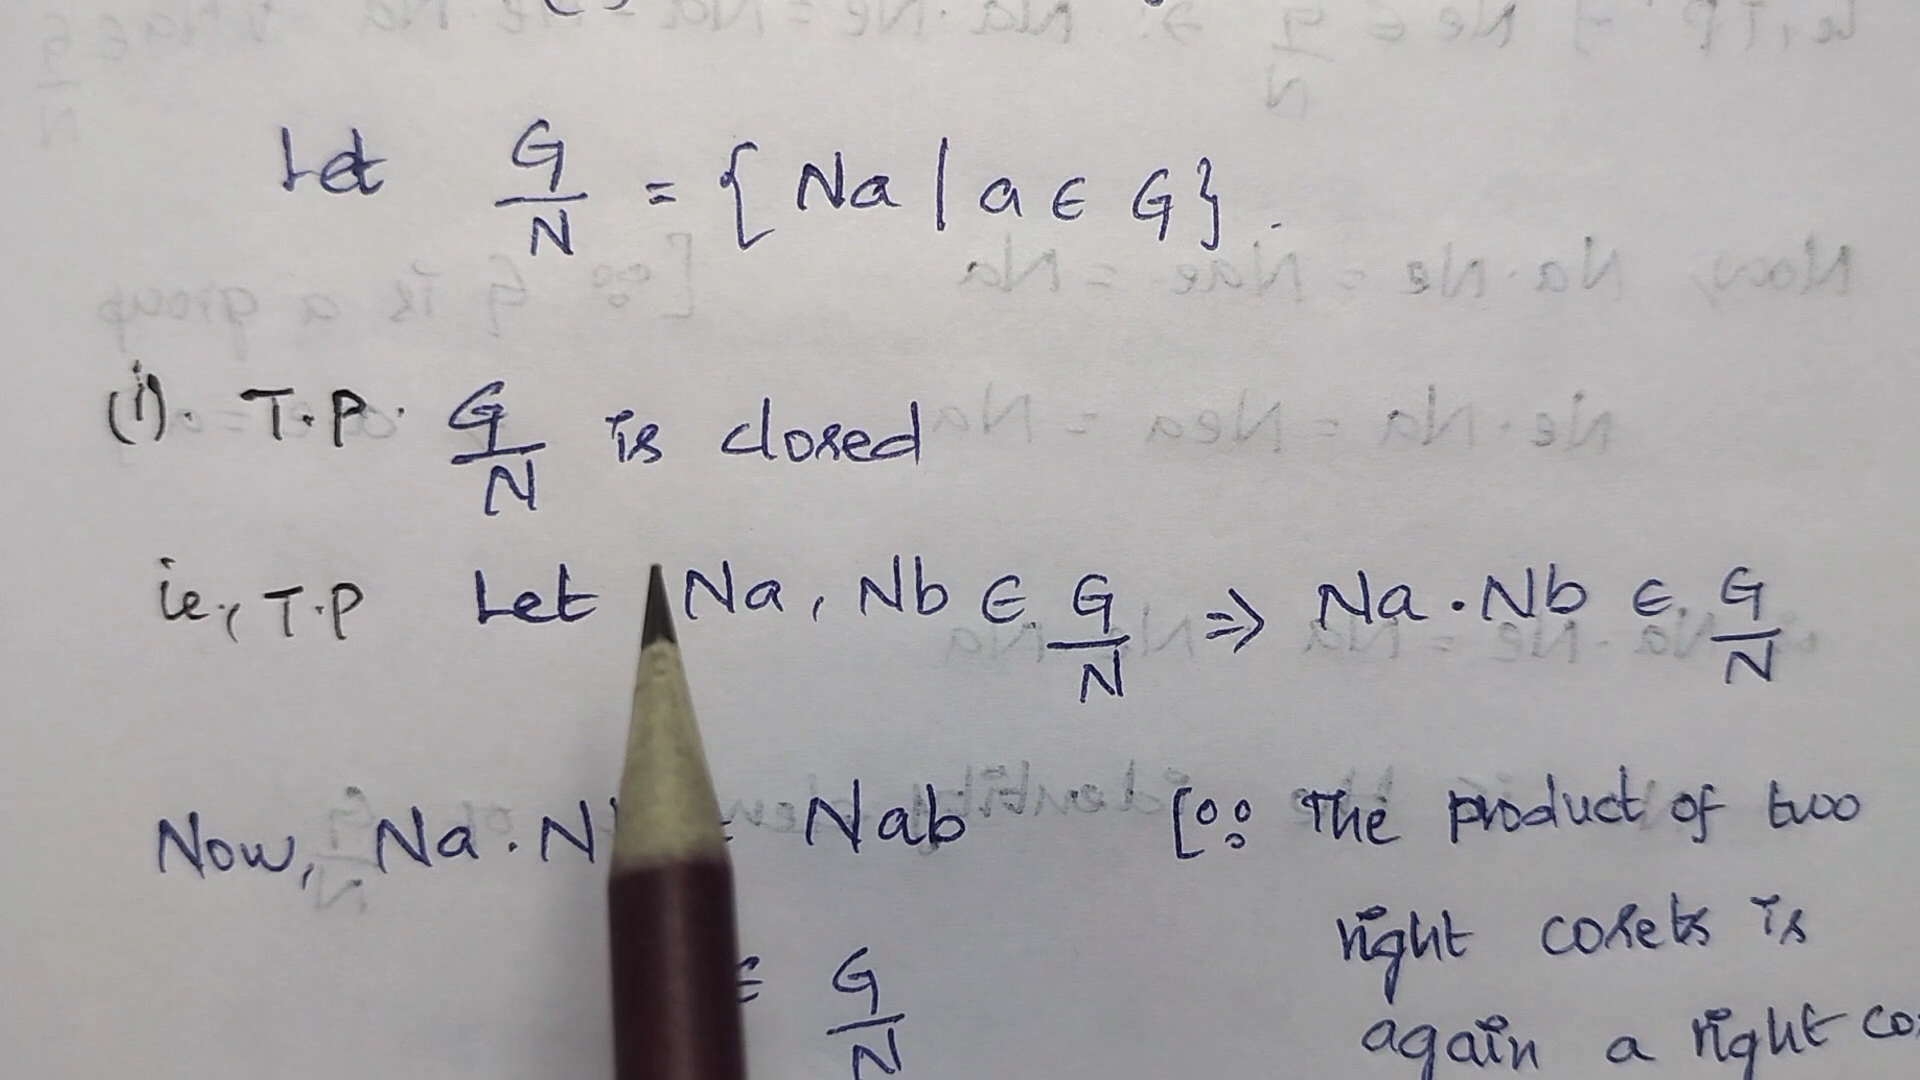 Let G/N = { Na | a ∈ G }.
(i). T.P. G/N is closed
ie., T.P Let Na, Nb ∈ G/N ⇒ Na . Nb ∈ G/N
Now, Na . N = Nab [∵ The product of two
right cosets is
∈ G/N
again a right co